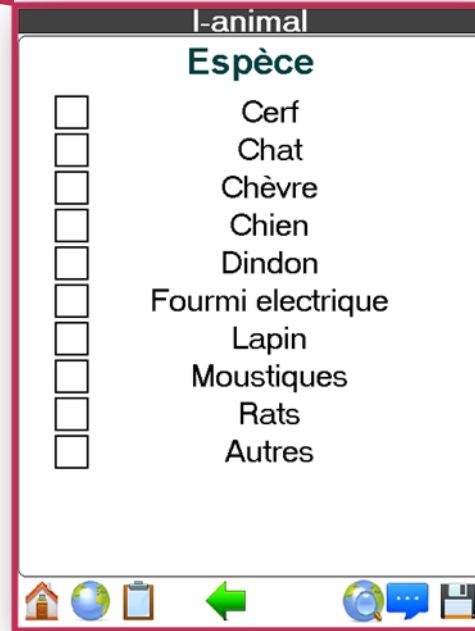 I-animal
Espèce
Cerf
Chat
Chèvre
Chien
Dindon
Fourmi electrique
Lapin
Moustiques
Rats
Autres